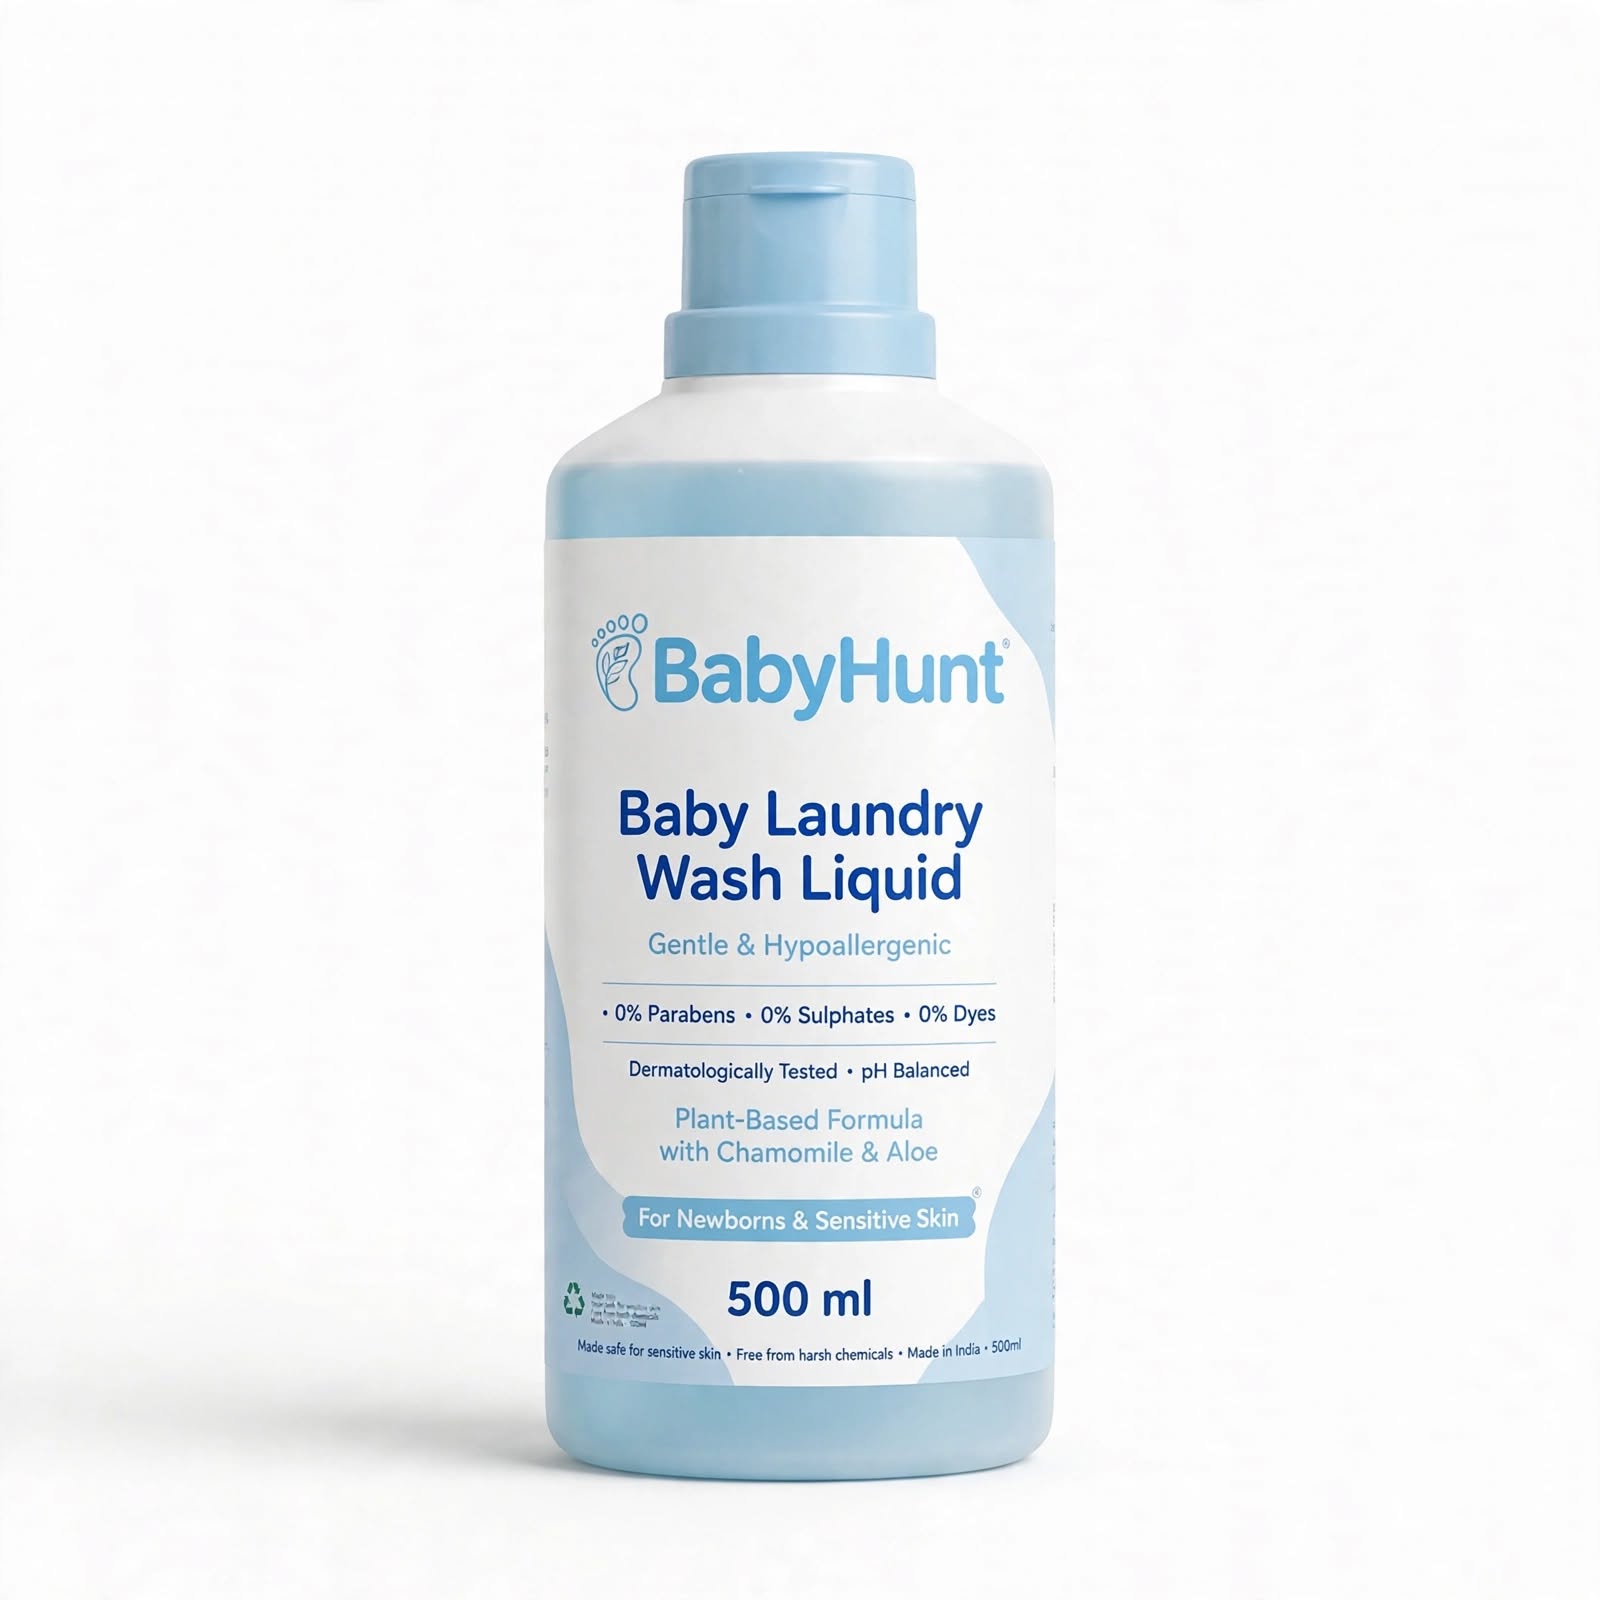 BabyHunt®
Baby Laundry
Wash Liquid
Gentle & Hypoallergenic
• 0% Parabens • 0% Sulphates • 0% Dyes
Dermatologically Tested • pH Balanced
Plant-Based Formula
with Chamomile & Aloe
For Newborns & Sensitive Skin
500 ml
Made safe for sensitive skin • Free from harsh chemicals • Made in India • 500ml